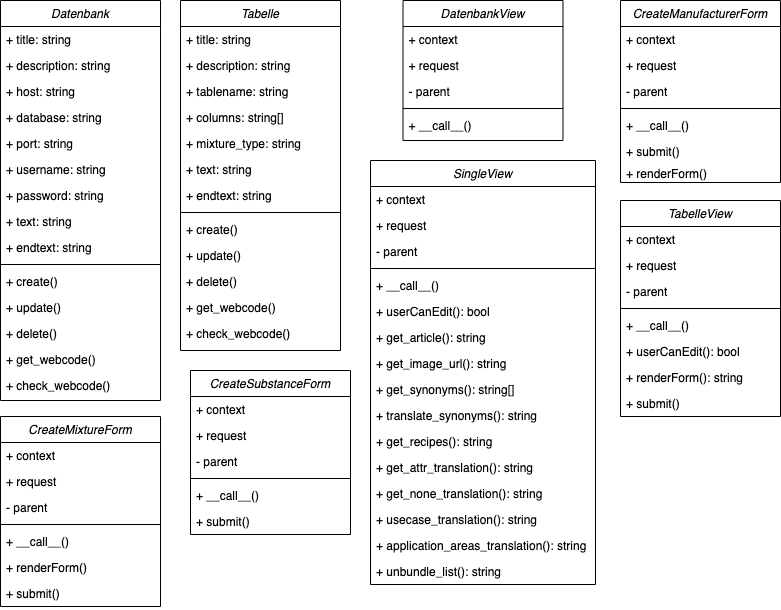 Datenbank
+ title: string
+ description: string
+ host: string
+ database: string
+ port: string
+ username: string
+ password: string
+ text: string
+ endtext: string
+ create()
+ update()
+ delete()
+ get_webcode()
+ check_webcode()
Tabelle
+ title: string
+ description: string
+ tablename: string
+ columns: string[]
+ mixture_type: string
+ text: string
+ endtext: string
+ create()
+ update()
+ delete()
+ get_webcode()
+ check_webcode()
DatenbankView
+ context
+ request
- parent
+ __call__()
CreateManufacturerForm
+ context
+ request
- parent
+ __call__()
+ submit()
+ renderForm()
SingleView
+ context
+ request
- parent
+ __call__()
+ userCanEdit(): bool
+ get_article(): string
+ get_image_url(): string
+ get_synonyms(): string[]
+ translate_synonyms(): string
+ get_recipes(): string
+ get_attr_translation(): string
+ get_none_translation(): string
+ usecase_translation(): string
+ application_areas_translation(): string
+ unbundle_list(): string
TabelleView
+ context
+ request
- parent
+ __call__()
+ userCanEdit(): bool
+ renderForm(): string
+ submit()
CreateMixtureForm
+ context
+ request
- parent
+ __call__()
+ renderForm()
+ submit()
CreateSubstanceForm
+ context
+ request
- parent
+ __call__()
+ submit()